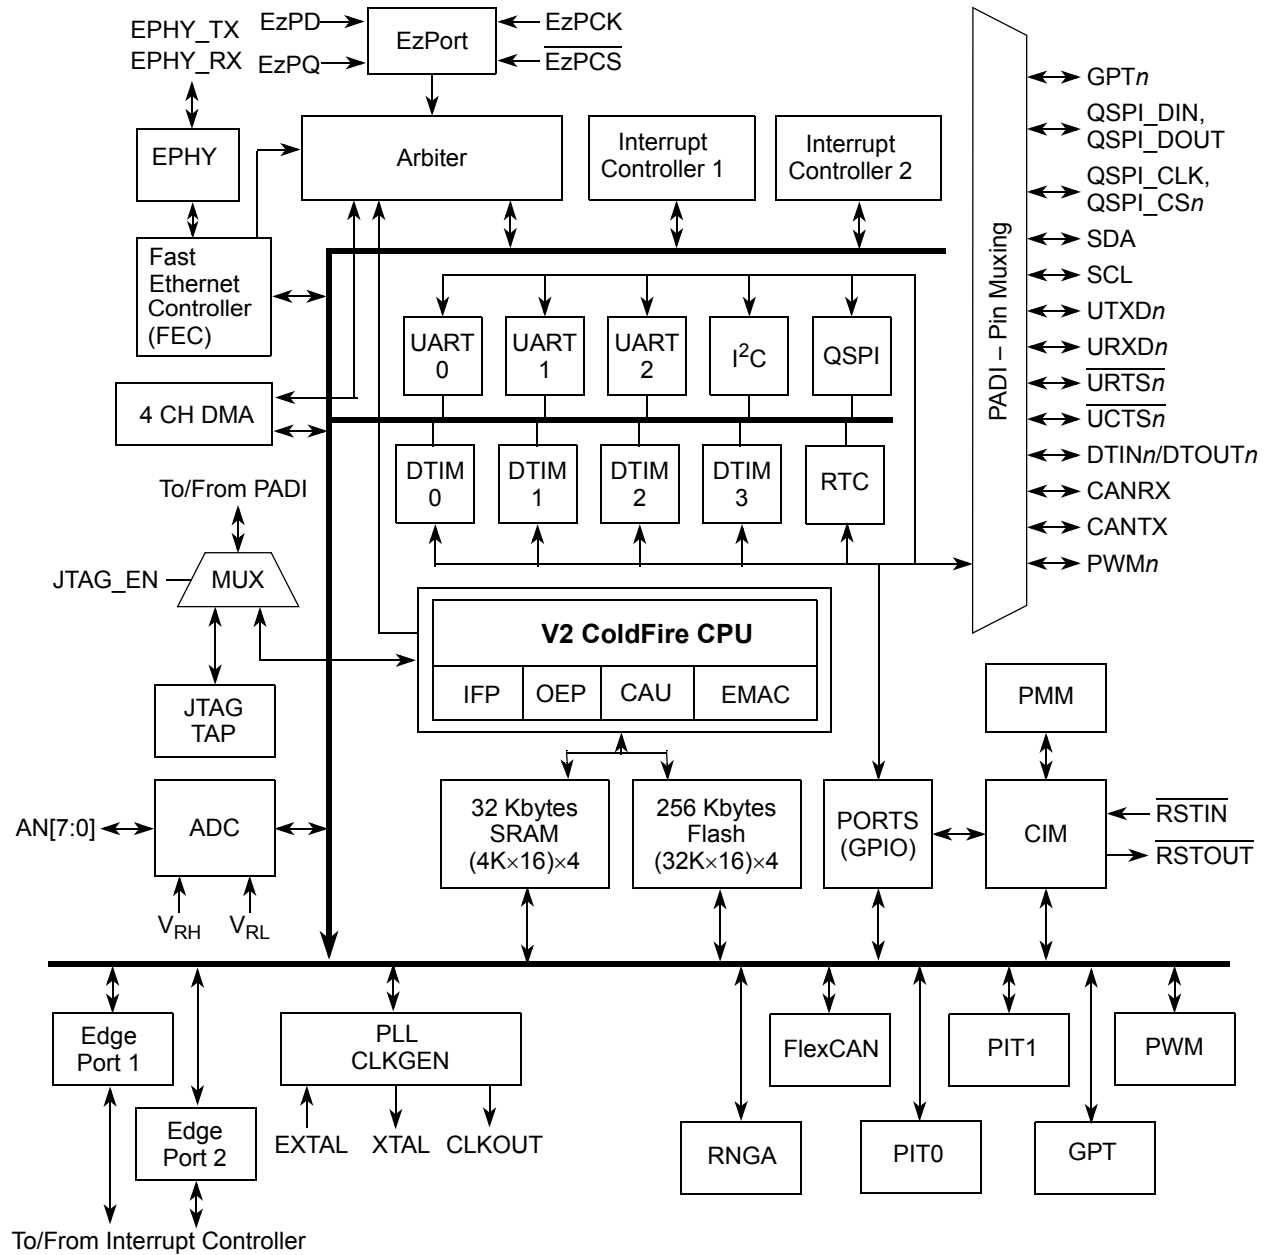 EPHY_TX
EPHY_RX
EzPD
EzPQ
EzPort
EzPCK
EzPCS
EPHY
Arbiter
Interrupt
Controller 1
Interrupt
Controller 2
Fast
Ethernet
Controller
(FEC)
4 CH DMA
UART
0
UART
1
UART
2
I²C
QSPI
DTIM
0
DTIM
1
DTIM
2
DTIM
3
RTC
PADI – Pin Muxing
GPTn
QSPI_DIN,
QSPI_DOUT
QSPI_CLK,
QSPI_CSn
SDA
SCL
UTXDn
URXDn
URTSn
UCTSn
DTINn/DTOUTn
CANRX
CANTX
PWMn
To/From PADI
JTAG_EN
MUX
JTAG
TAP
V2 ColdFire CPU
IFP
OEP
CAU
EMAC
PMM
AN[7:0]
ADC
VRH
VRL
32 Kbytes
SRAM
(4K×16)×4
256 Kbytes
Flash
(32K×16)×4
PORTS
(GPIO)
CIM
RSTIN
RSTOUT
Edge
Port 1
Edge
Port 2
PLL
CLKGEN
EXTAL
XTAL
CLKOUT
FlexCAN
PIT1
PWM
RNGA
PIT0
GPT
To/From Interrupt Controller